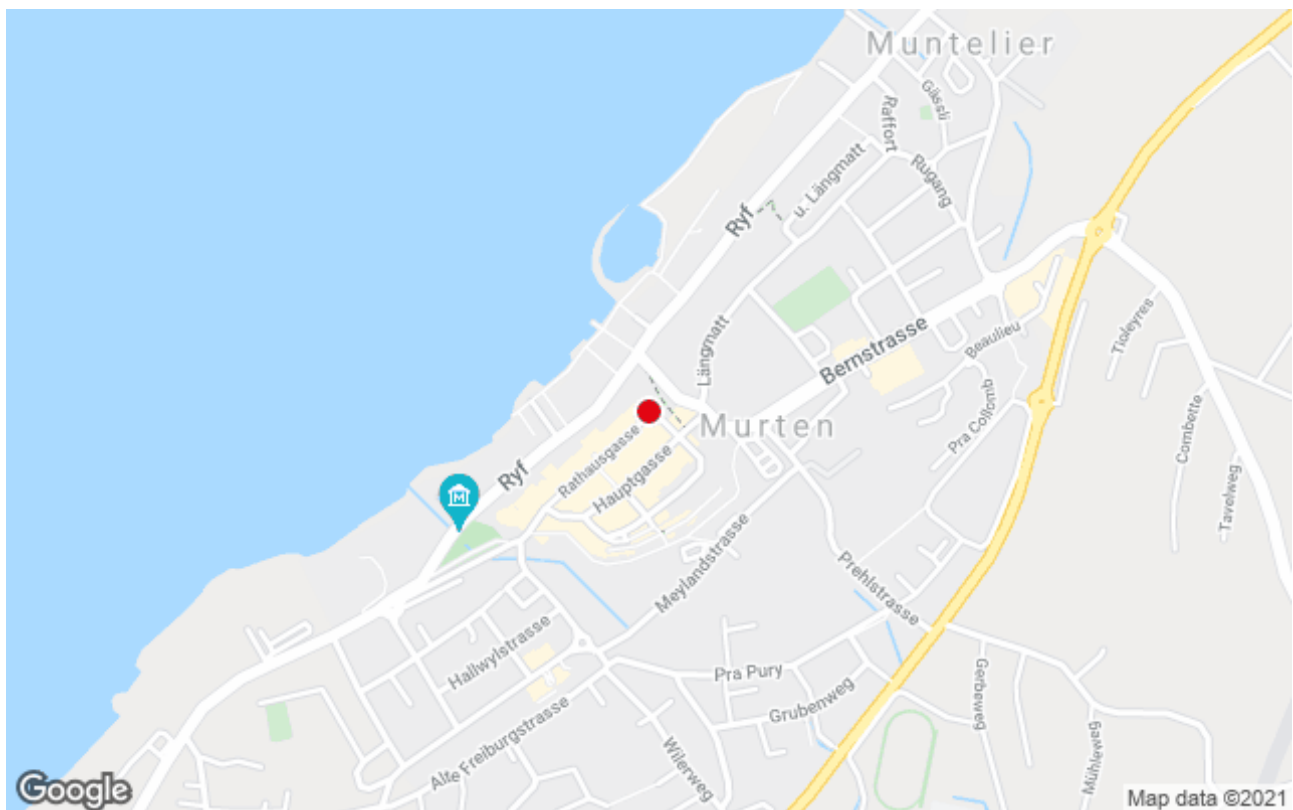 Muntelier
Gässli
Raffort
Rugang
u. Längmatt
Ryf
Längmatt
Bernstrasse
Beaulieu
Tioleyres
Pra Collomb
Combette
Tavelweg
Murten
Rathausgasse
Hauptgasse
Ryf
M
Meylandstrasse
Prehlstrasse
Hallwylstrasse
Pra Pury
Grubenweg
Gerbeweg
Mühleweg
Alte Freiburgstrasse
Wilerweg
Google
Map data ©2021